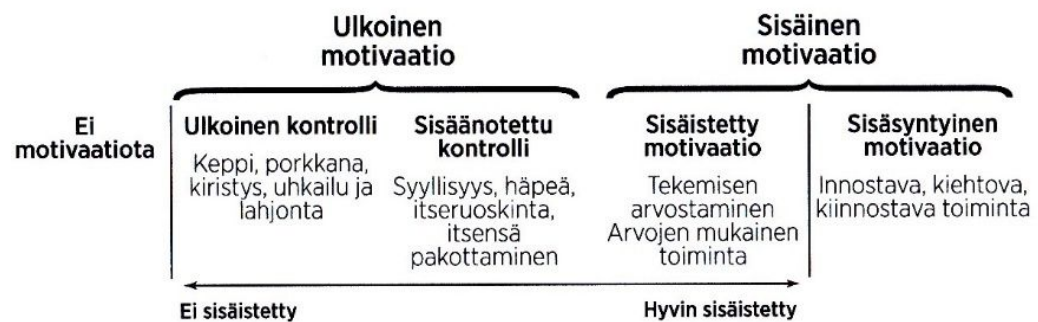 Ulkoinen
motivaatio
Sisäinen
motivaatio
Ei
motivaatiota
Ulkoinen kontrolli
Keppi, porkkana,
kiristys, uhkailu ja
lahjonta
Sisäänotettu
kontrolli
Syyllisyys, häpeä,
itseruoskinta,
itsensä
pakottaminen
Sisäistetty
motivaatio
Tekemisen
arvostaminen
Arvojen mukainen
toiminta
Sisäsyntyinen
motivaatio
Innostava, kiehtova,
kiinnostava toiminta
Ei sisäistetty
Hyvin sisäistetty